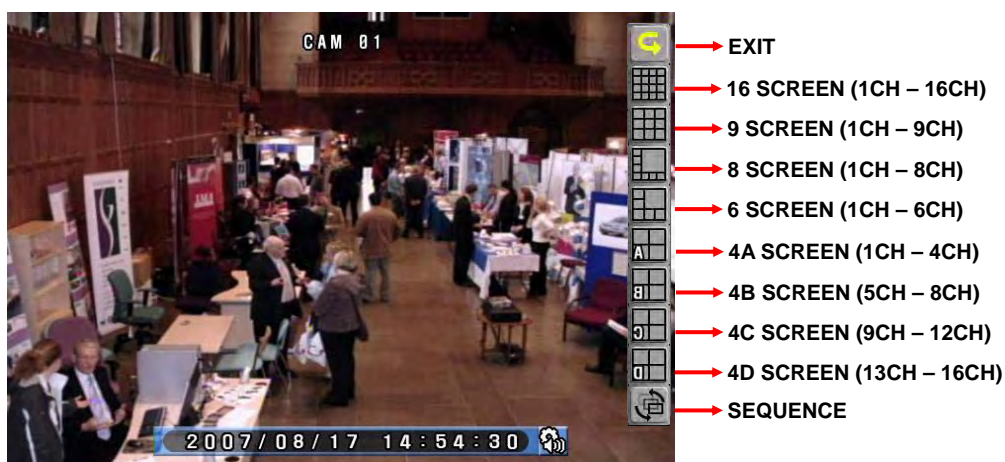 CAM 01
EXIT
16 SCREEN (1CH – 16CH)
9 SCREEN (1CH – 9CH)
8 SCREEN (1CH – 8CH)
6 SCREEN (1CH – 6CH)
A
4A SCREEN (1CH – 4CH)
B
4B SCREEN (5CH – 8CH)
C
4C SCREEN (9CH – 12CH)
D
4D SCREEN (13CH – 16CH)
SEQUENCE
2007/08/17 14:54:30